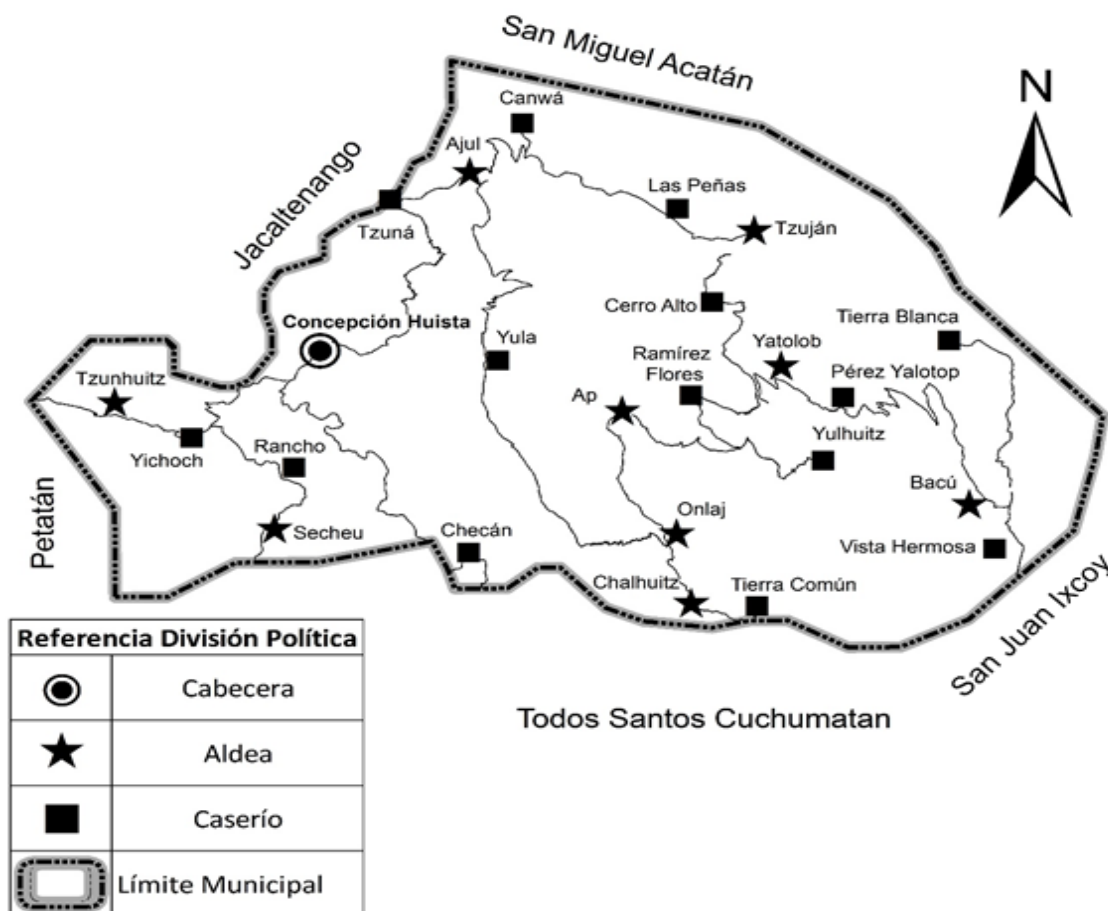 San Miguel Acatán
N
Canwá
Ajul
Jacaltenango
Las Peñas
Tzuná
Tzuján
Cerro Alto
Tierra Blanca
Concepción Huista
Yula
Yatolob
Ramírez
Flores
Tzunhuitz
Pérez Yalotop
Ap
Yichoch
Rancho
Yulhuitz
Bacú
Petatán
Secheu
Checán
Onlaj
Vista Hermosa
Chalhuitz
Tierra Común
San Juan Ixcoy
Todos Santos Cuchumatan
Referencia División Política
Cabecera
Aldea
Caserío
Límite Municipal